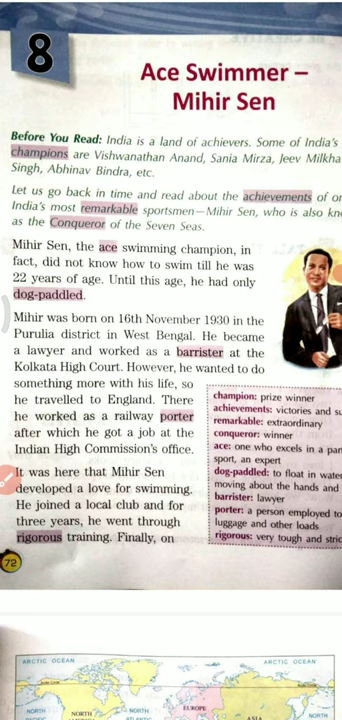 8
Ace Swimmer –
Mihir Sen
Before You Read: India is a land of achievers. Some of India's
champions are Vishwanathan Anand, Sania Mirza, Jeev Milkha
Singh, Abhinav Bindra, etc.
Let us go back in time and read about the achievements of
India's most remarkable sportsmen—Mihir Sen, who is also
as the Conqueror of the Seven Seas.
Mihir Sen, the ace swimming champion, in
fact, did not know how to swim till he was
22 years of age. Until this age, he had only
dog-paddled.
Mihir was born on 16th November 1930 in the
Purulia district in West Bengal. He became
a lawyer and worked as a barrister at the
Kolkata High Court. However, he wanted to do
something more with his life, so
he travelled to England. There
he worked as a railway porter
after which he got a job at the
Indian High Commission's office.
It was here that Mihir Sen
developed a love for swimming.
He joined a local club and for
three years, he went through
rigorous training. Finally, on
champion: prize winner
achievements: victories and
remarkable: extraordinary
conqueror: winner
ace: one who excels in a
sport, an expert
dog-paddled: to float in
moving about the hands and
barrister: lawyer
porter: a person employed to
luggage and other loads
rigorous: very tough and
72
ARCTIC OCEAN
ARCTIC OCEAN
NORTH
NORTH
NORTH
EUROPE
ASIA
NORTH